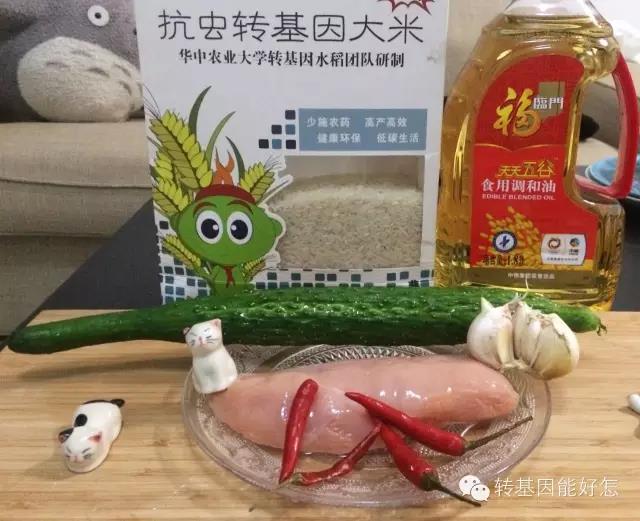 抗虫转基因大米
华中农业大学转基因水稻团队研制
少施农药 高产高效
健康环保 低碳生活
福临門
天天五谷
食用调和油
EDIBLE BLENDED OIL
转基因能好怎